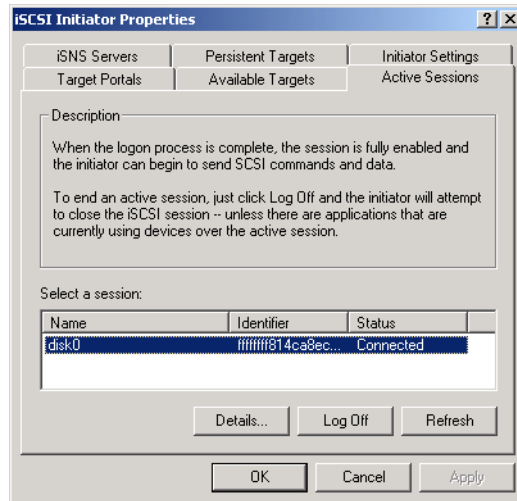 iSCSI Initiator Properties
iSNS Servers Persistent Targets Initiator Settings
Target Portals Available Targets Active Sessions
Description
When the logon process is complete, the session is fully enabled and
the initiator can begin to send SCSI commands and data.
To end an active session, just click Log Off and the initiator will attempt
to close the iSCSI session -- unless there are applications that are
currently using devices over the active session.
Select a session:
Name Identifier Status
disk0 ffffffff814ca8ec... Connected
Details... Log Off Refresh
OK Cancel Apply